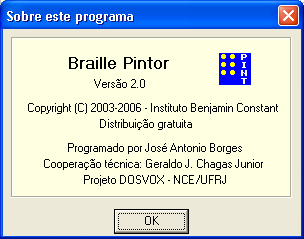 Sobre este programa
Braille Pintor
PINT
Versão 2.0
Copyright (C) 2003-2006 - Instituto Benjamin Constant
Distribuição gratuita
Programado por José Antonio Borges
Cooperação técnica: Geraldo J. Chagas Junior
Projeto DOSVOX - NCE/UFRJ
OK